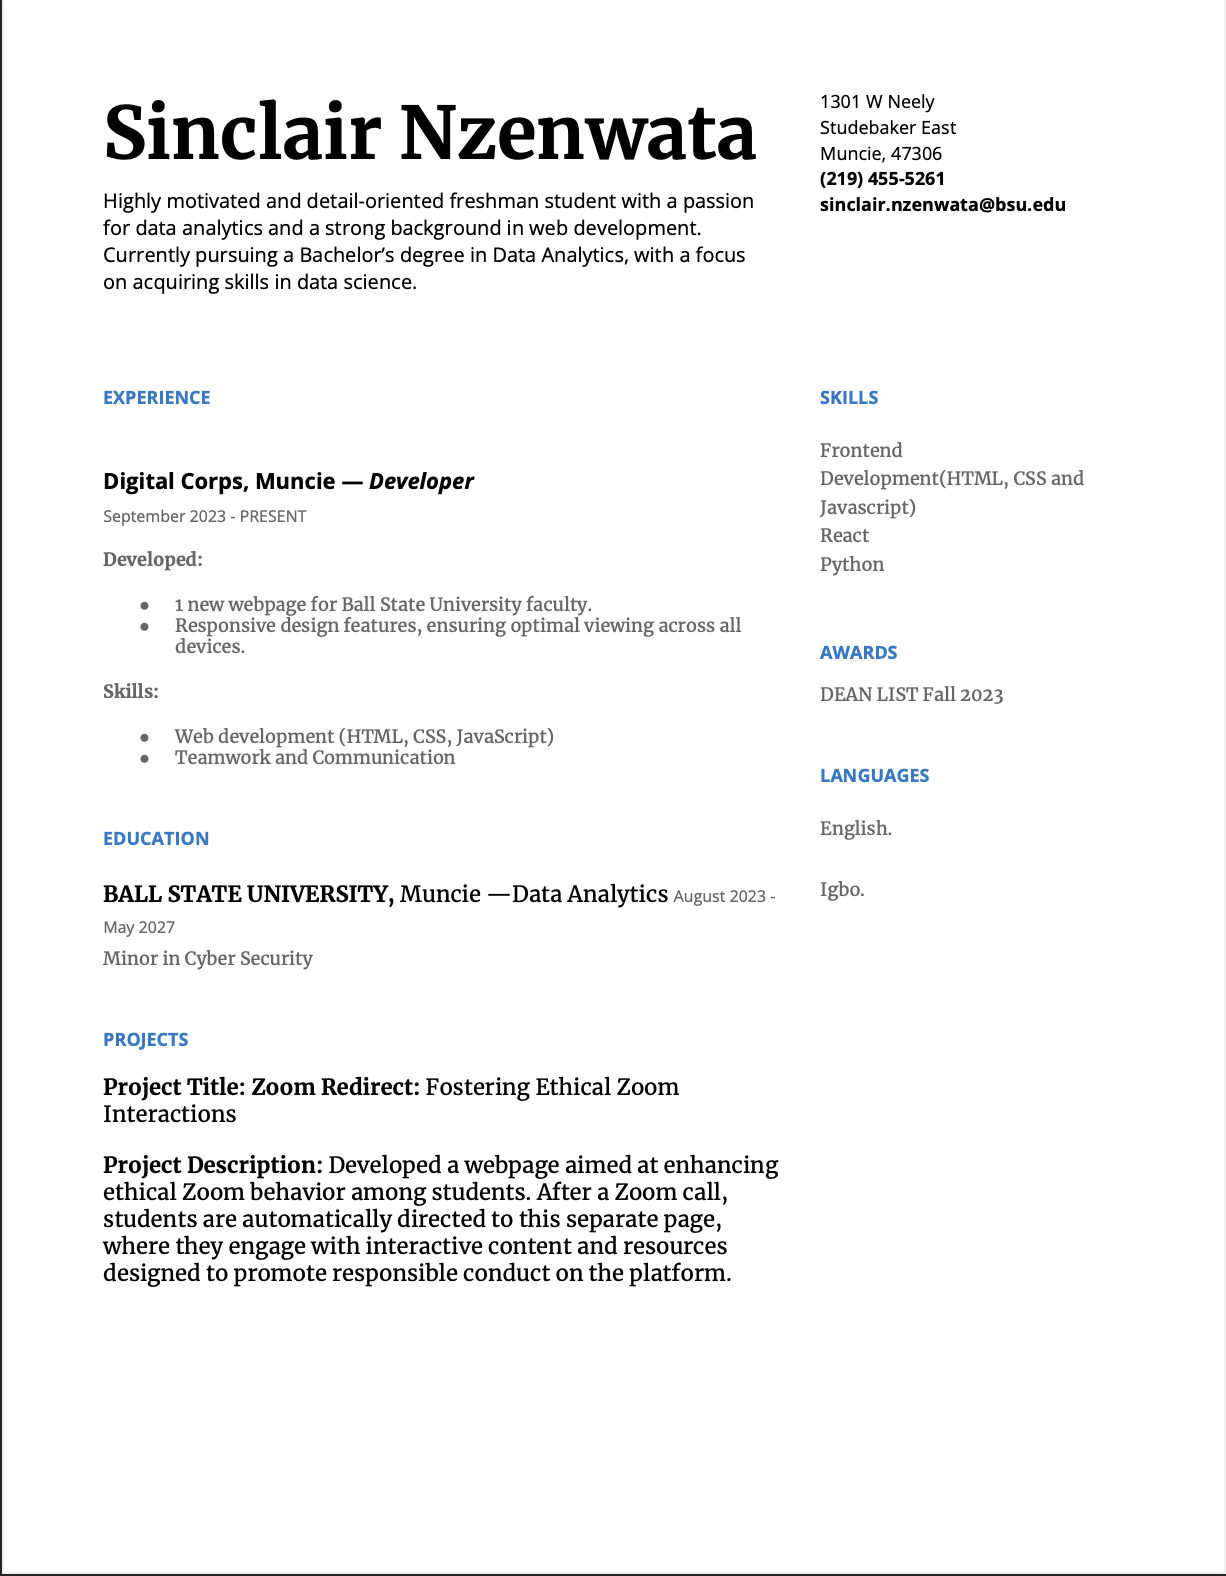 Sinclair Nzenwata
Highly motivated and detail-oriented freshman student with a passion
for data analytics and a strong background in web development.
Currently pursuing a Bachelor’s degree in Data Analytics, with a focus
on acquiring skills in data science.
1301 W Neely
Studebaker East
Muncie, 47306
(219) 455-5261
sinclair.nzenwata@bsu.edu
EXPERIENCE
Digital Corps, Muncie — Developer
September 2023 - PRESENT
Developed:
● 1 new webpage for Ball State University faculty.
● Responsive design features, ensuring optimal viewing across all
devices.
Skills:
● Web development (HTML, CSS, JavaScript)
● Teamwork and Communication
EDUCATION
BALL STATE UNIVERSITY, Muncie —Data Analytics August 2023 -
May 2027
Minor in Cyber Security
PROJECTS
Project Title: Zoom Redirect: Fostering Ethical Zoom
Interactions
Project Description: Developed a webpage aimed at enhancing
ethical Zoom behavior among students. After a Zoom call,
students are automatically directed to this separate page,
where they engage with interactive content and resources
designed to promote responsible conduct on the platform.
SKILLS
Frontend
Development(HTML, CSS and
Javascript)
React
Python
AWARDS
DEAN LIST Fall 2023
LANGUAGES
English.
Igbo.